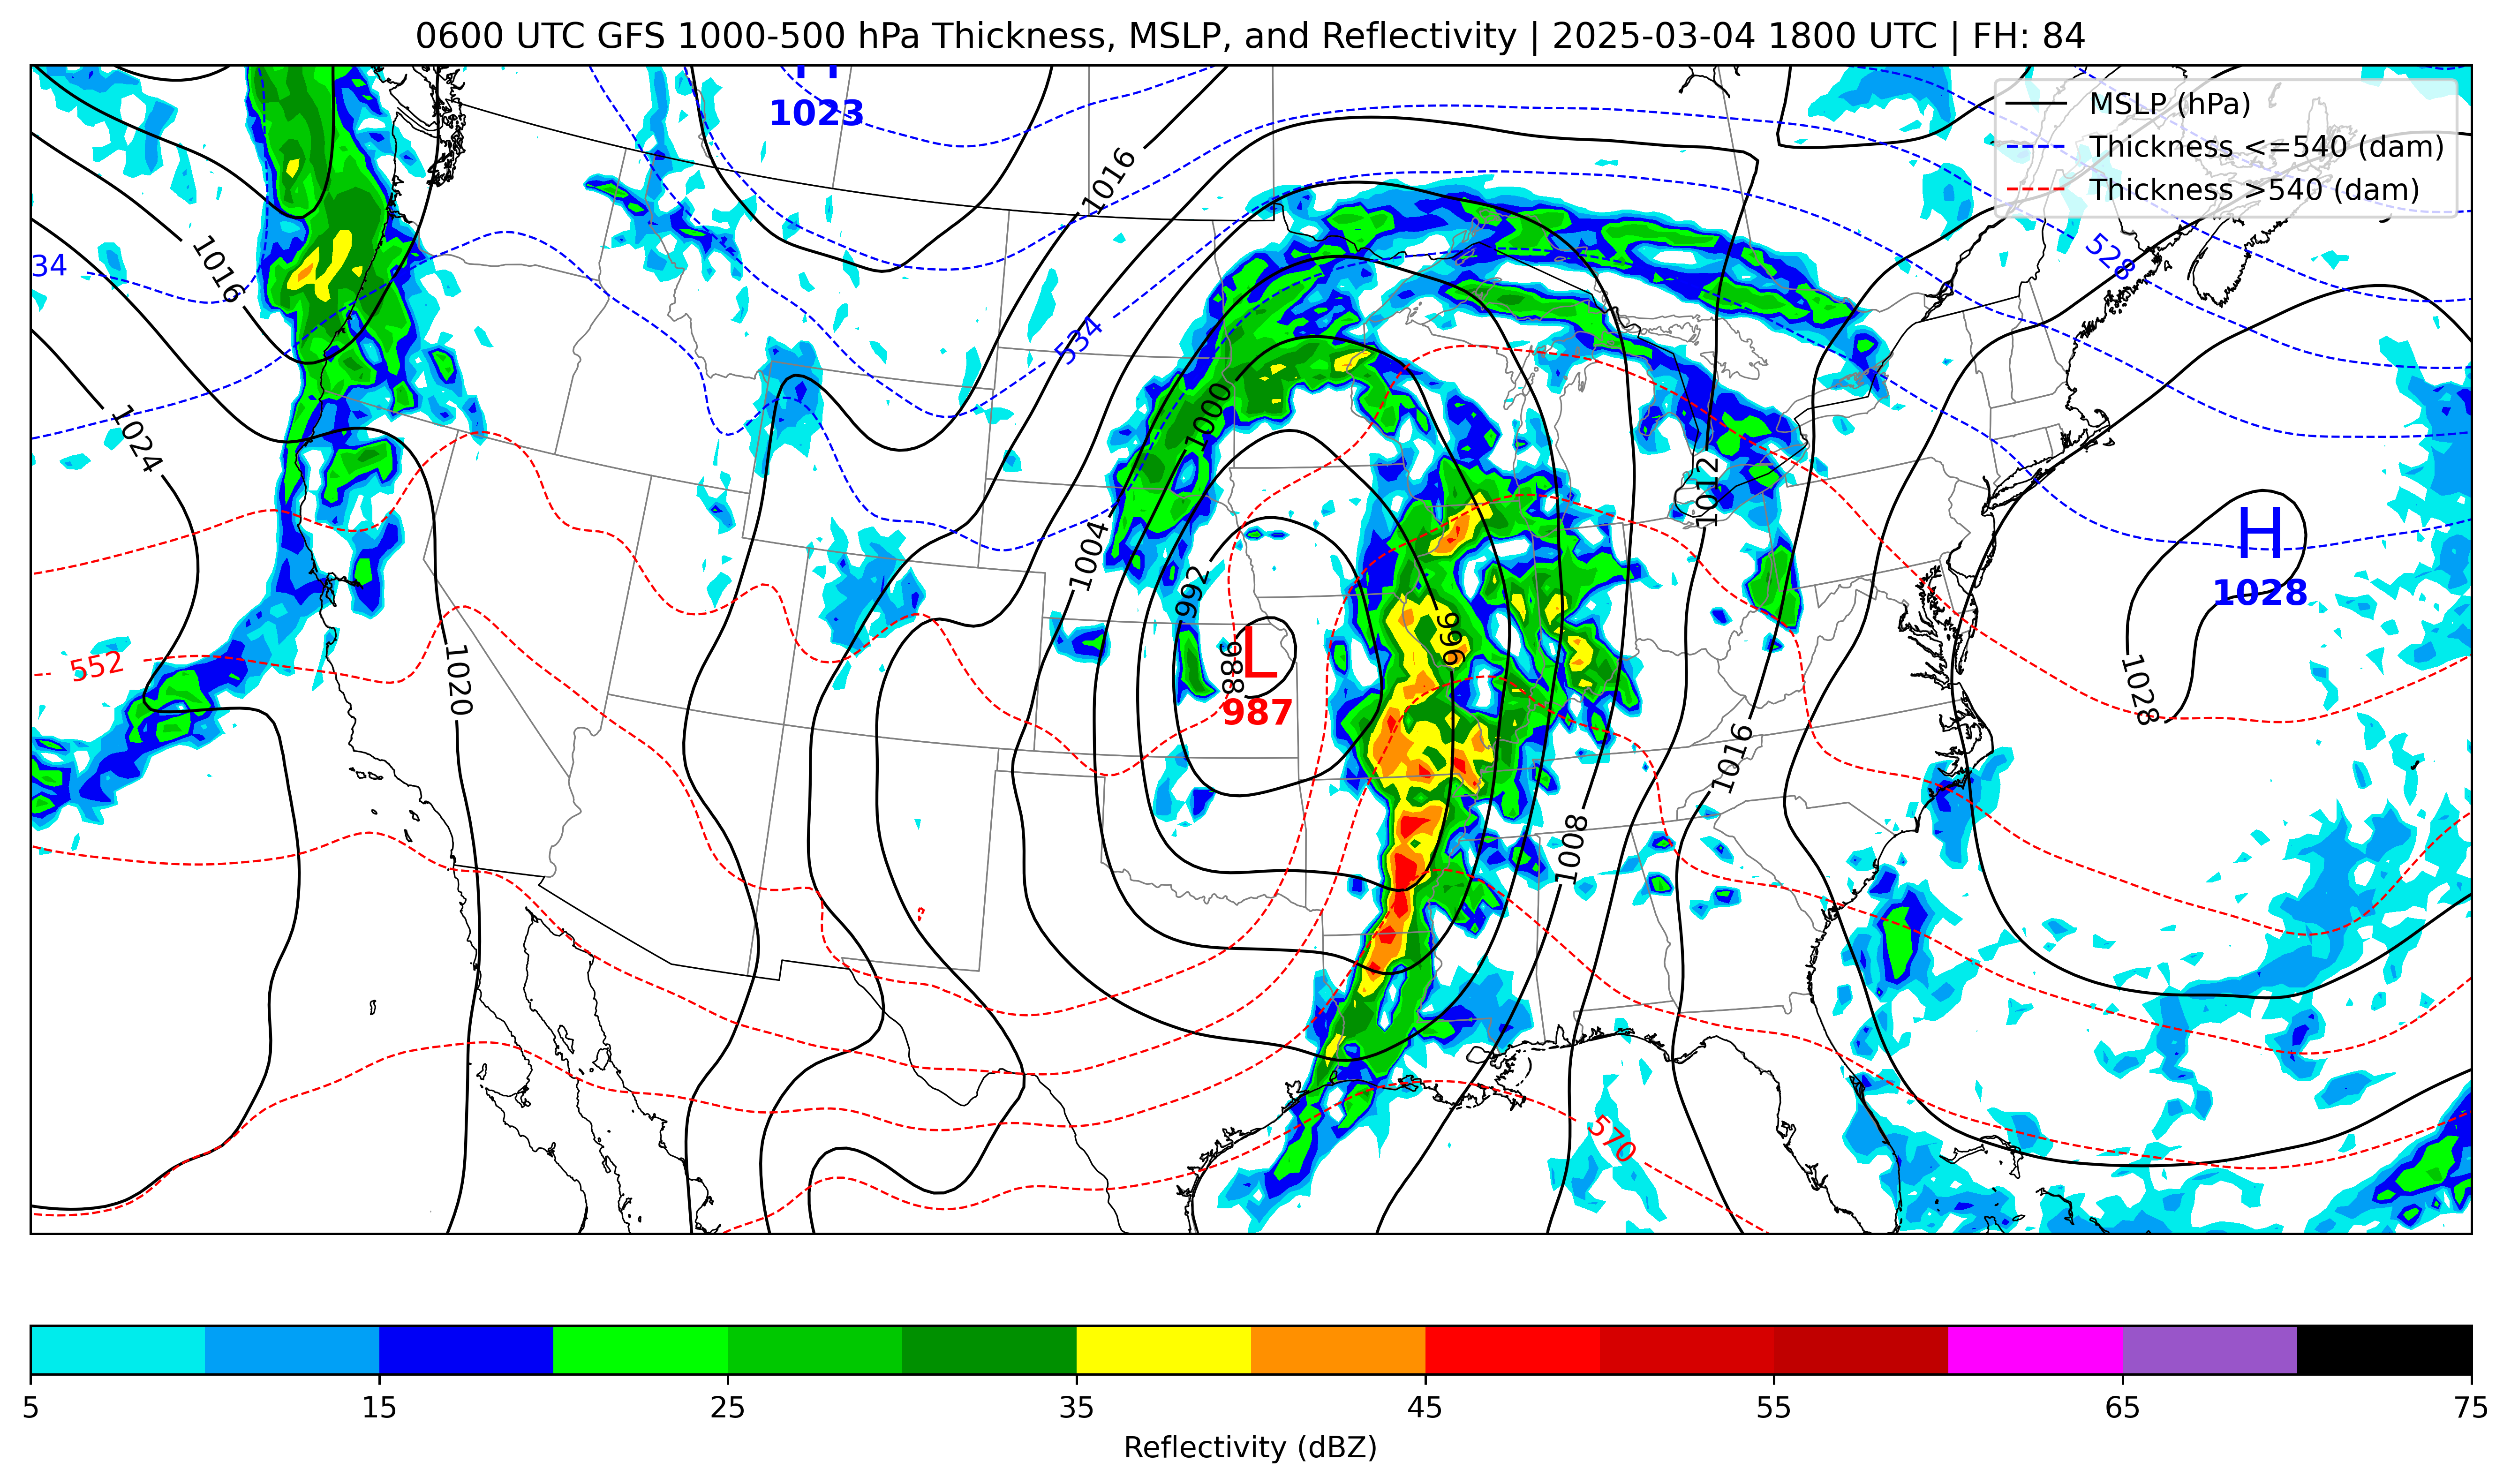 0600 UTC GFS 1000-500 hPa Thickness, MSLP, and Reflectivity | 2025-03-04 1800 UTC | FH: 84
MSLP (hPa)
Thickness <=540 (dam)
Thickness >540 (dam)
H
1023
1016
1016
528
34
534
1024
1000
1012
1004
992
H
1028
996
988
L
987
552
1020
1028
1016
1008
570
5 15 25 35 45 55 65 75
Reflectivity (dBZ)